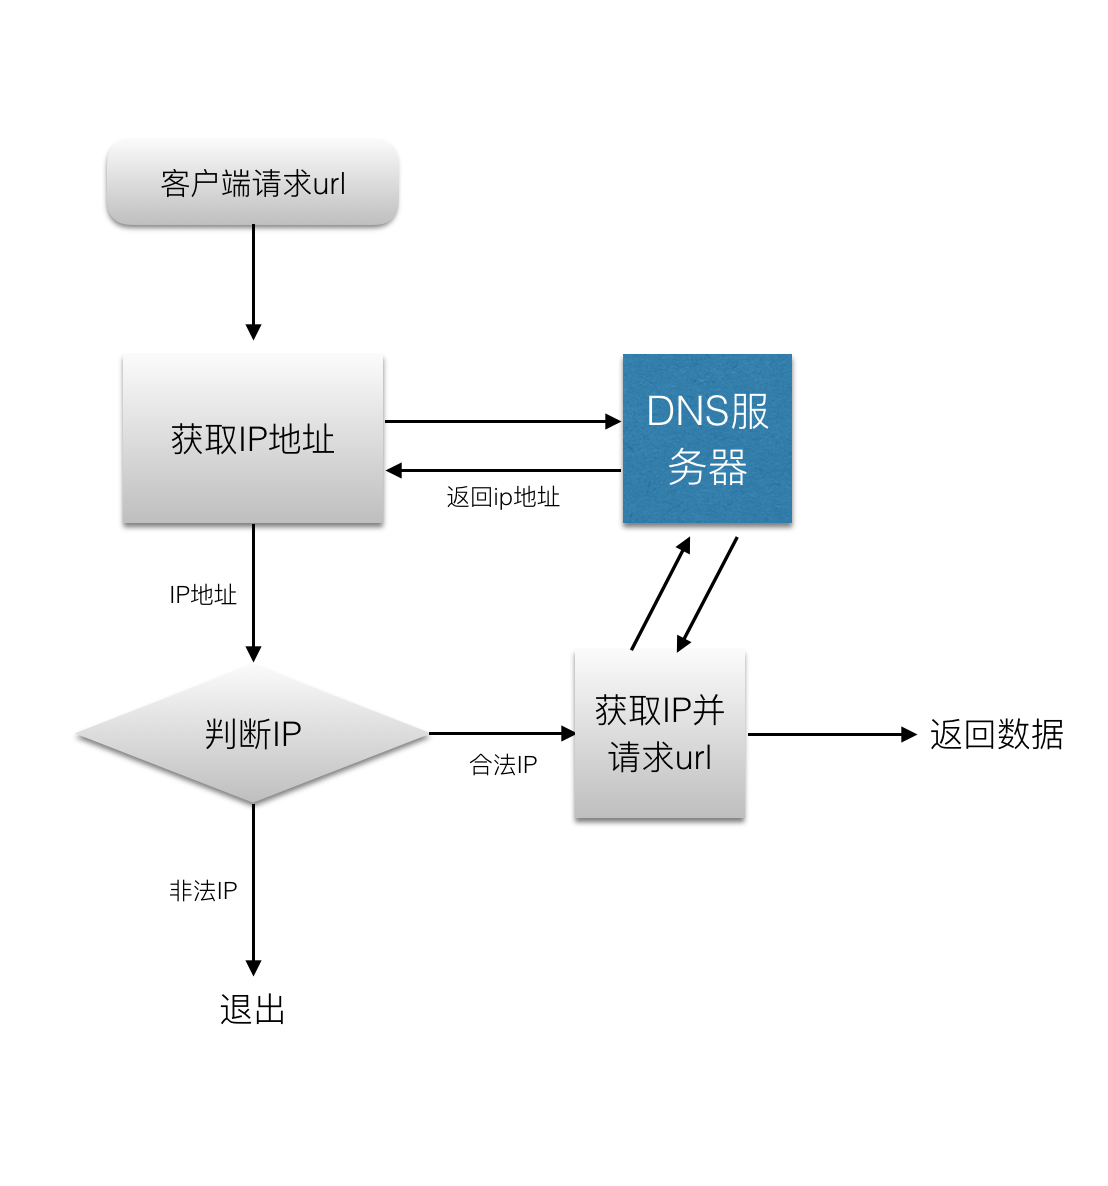 客户端请求url
获取IP地址
DNS服
务器
返回ip地址
IP地址
判断IP
合法IP
获取IP并
请求url
返回数据
非法IP
退出